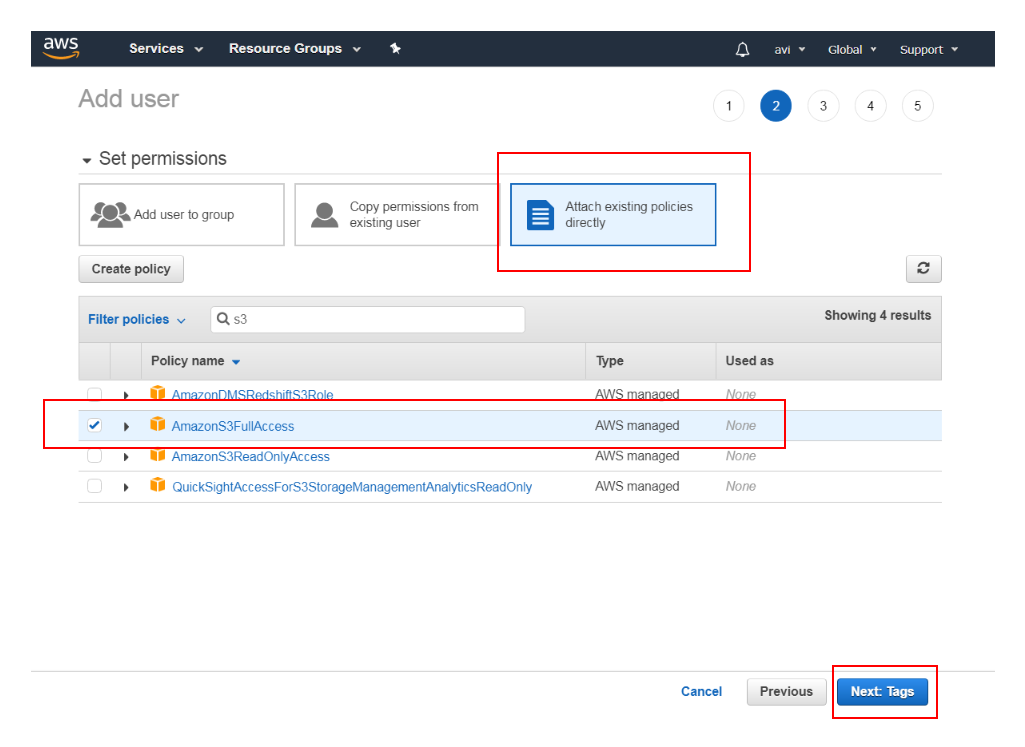 aws Services Resource Groups avi Global Support
Add user
1 2 3 4 5
Set permissions
Add user to group
Copy permissions from
existing user
Attach existing policies
directly
Create policy
Filter policies s3 Showing 4 results
Policy name Type Used as
AmazonDMSRedshiftS3Role AWS managed None
AmazonS3FullAccess AWS managed None
AmazonS3ReadOnlyAccess AWS managed None
QuickSightAccessForS3StorageManagementAnalyticsReadOnly AWS managed None
Cancel Previous Next: Tags